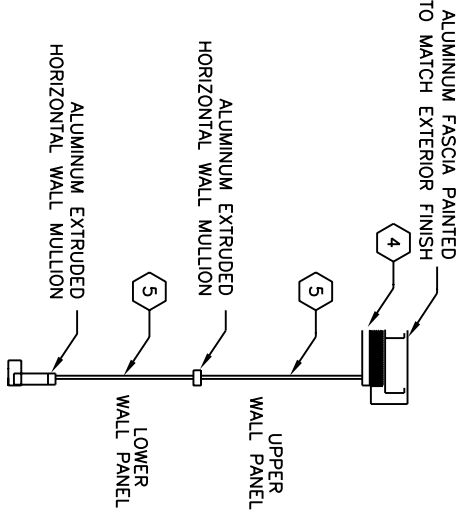 ALUMINUM FASCIA PAINTED
TO MATCH EXTERIOR FINISH
4
5
UPPER
WALL PANEL
ALUMINUM EXTRUDED
HORIZONTAL WALL MULLION
5
LOWER
WALL PANEL
ALUMINUM EXTRUDED
HORIZONTAL WALL MULLION